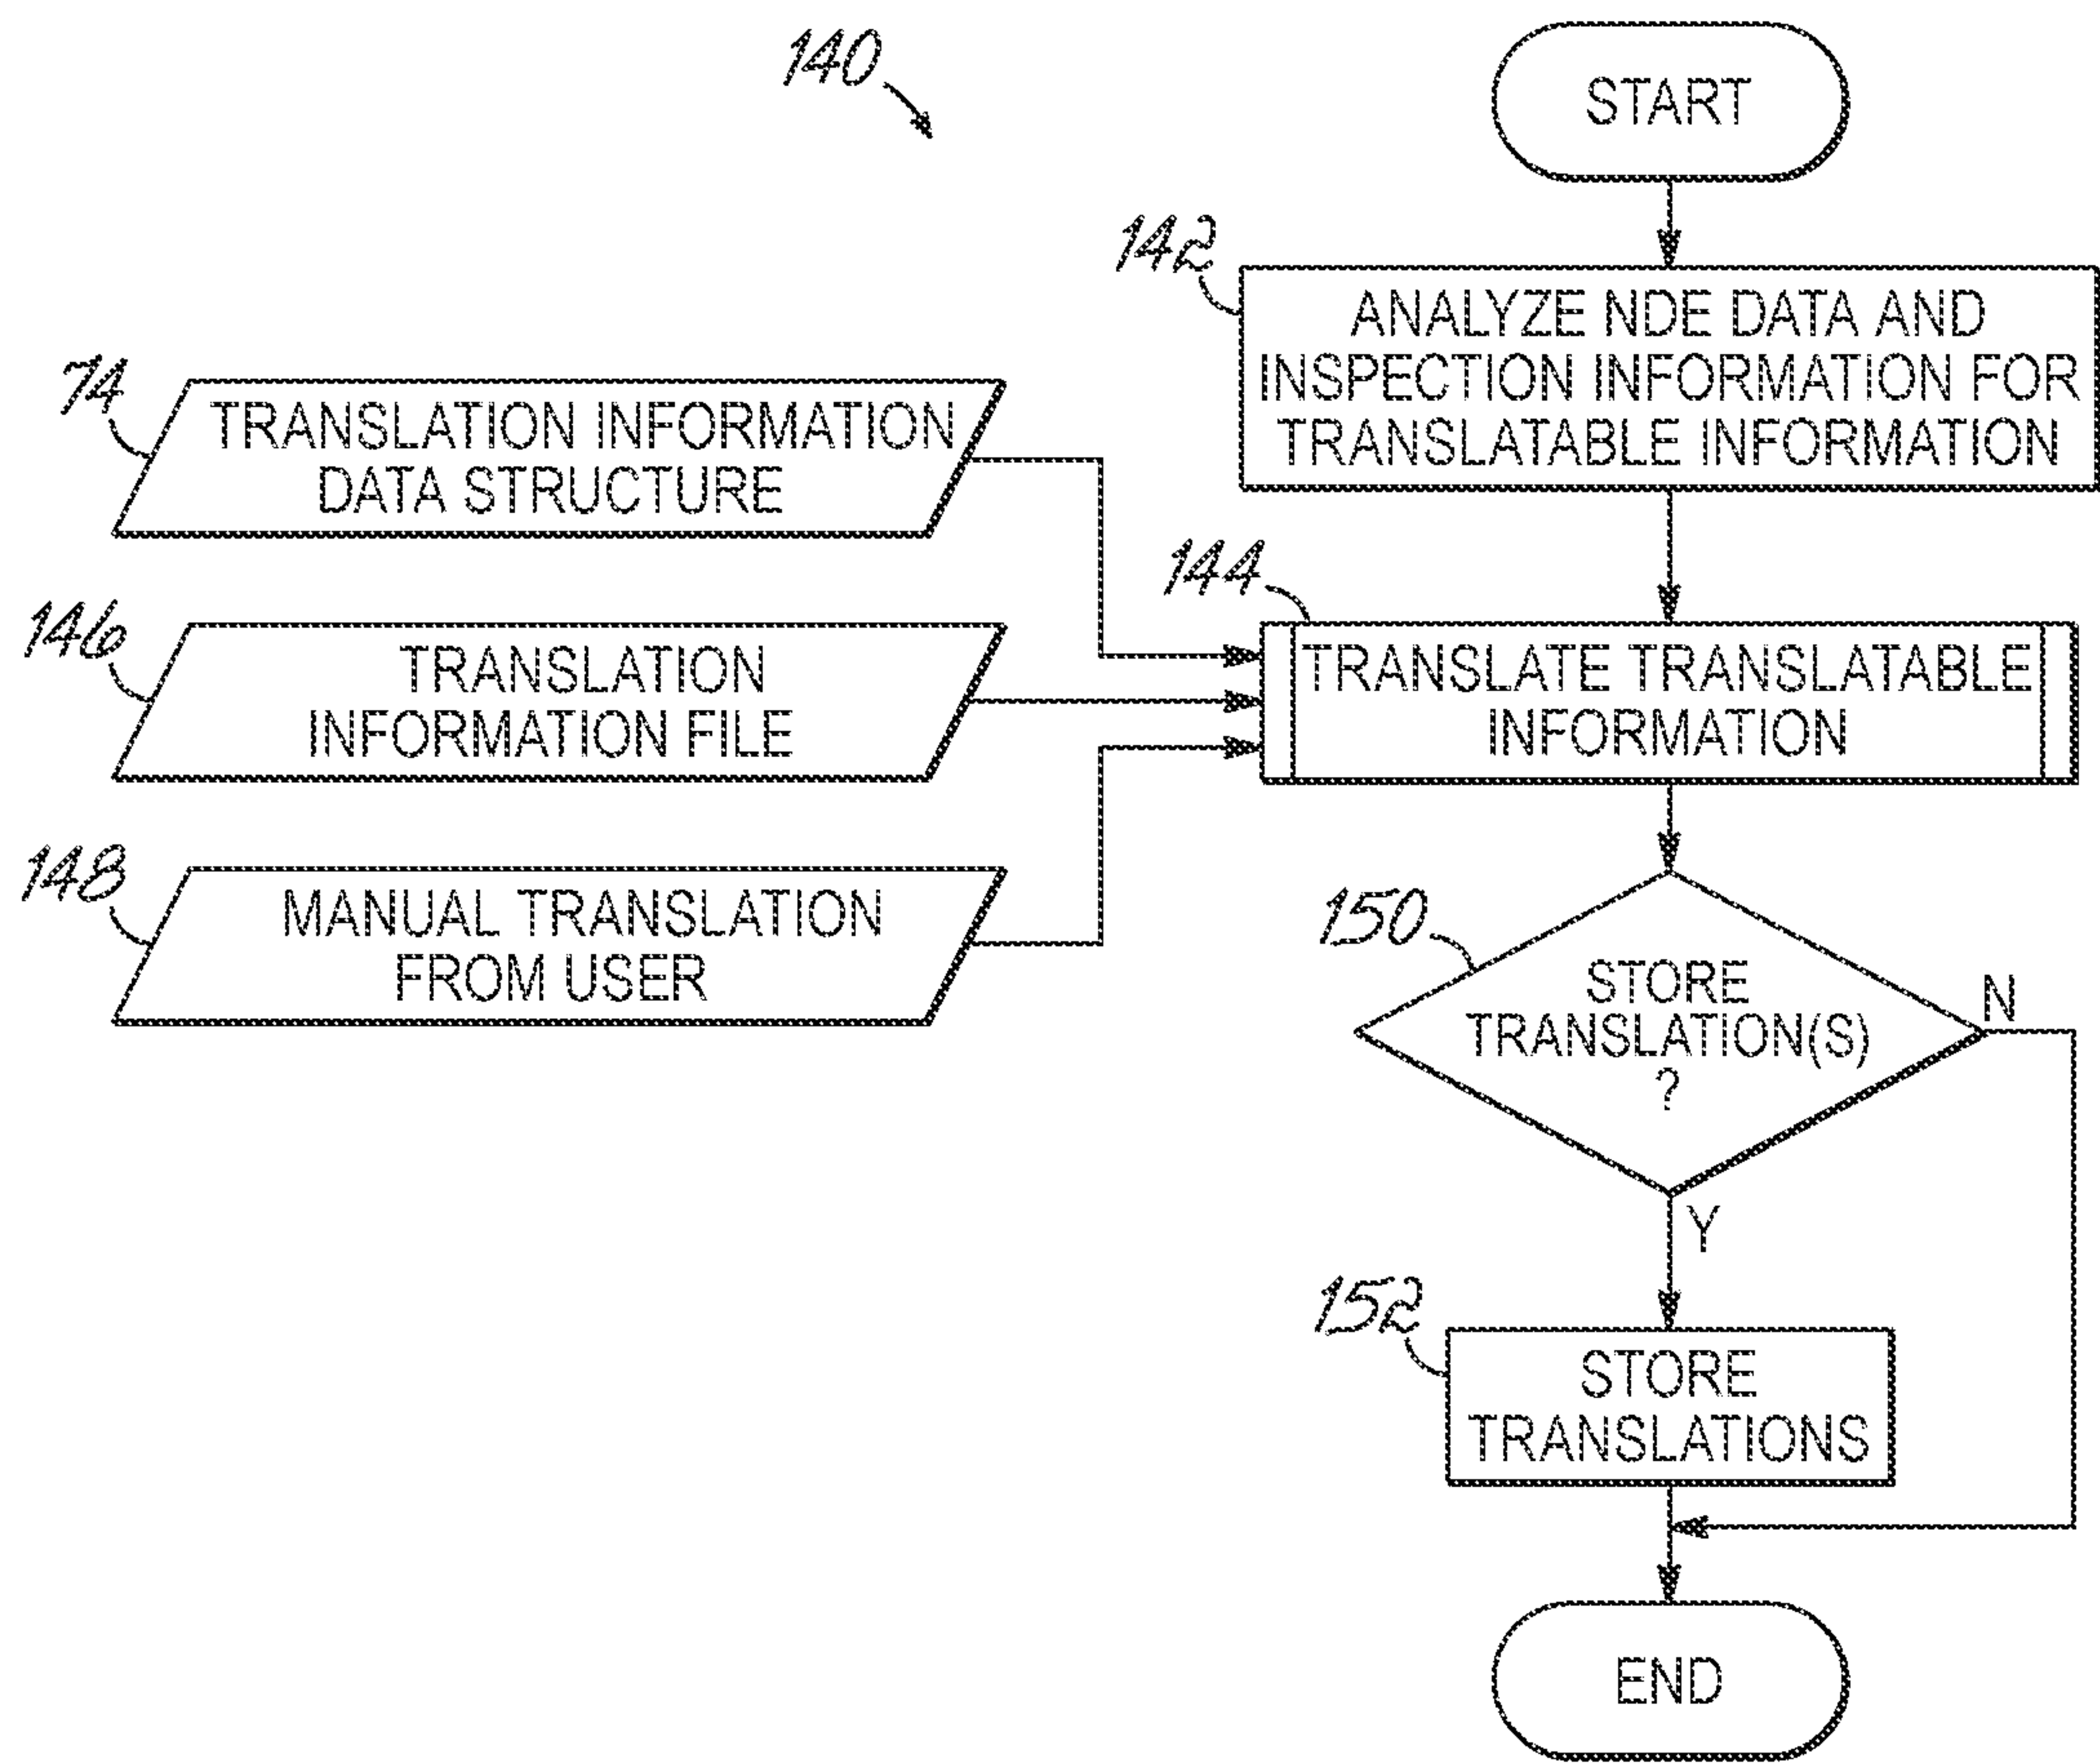 140
START
142
ANALYZE NDE DATA AND
INSPECTION INFORMATION FOR
TRANSLATABLE INFORMATION
74
TRANSLATION INFORMATION
DATA STRUCTURE
144
TRANSLATE TRANSLATABLE
INFORMATION
146
TRANSLATION
INFORMATION FILE
148
MANUAL TRANSLATION
FROM USER
150
STORE
TRANSLATION(S)
?
N
Y
152
STORE
TRANSLATIONS
END